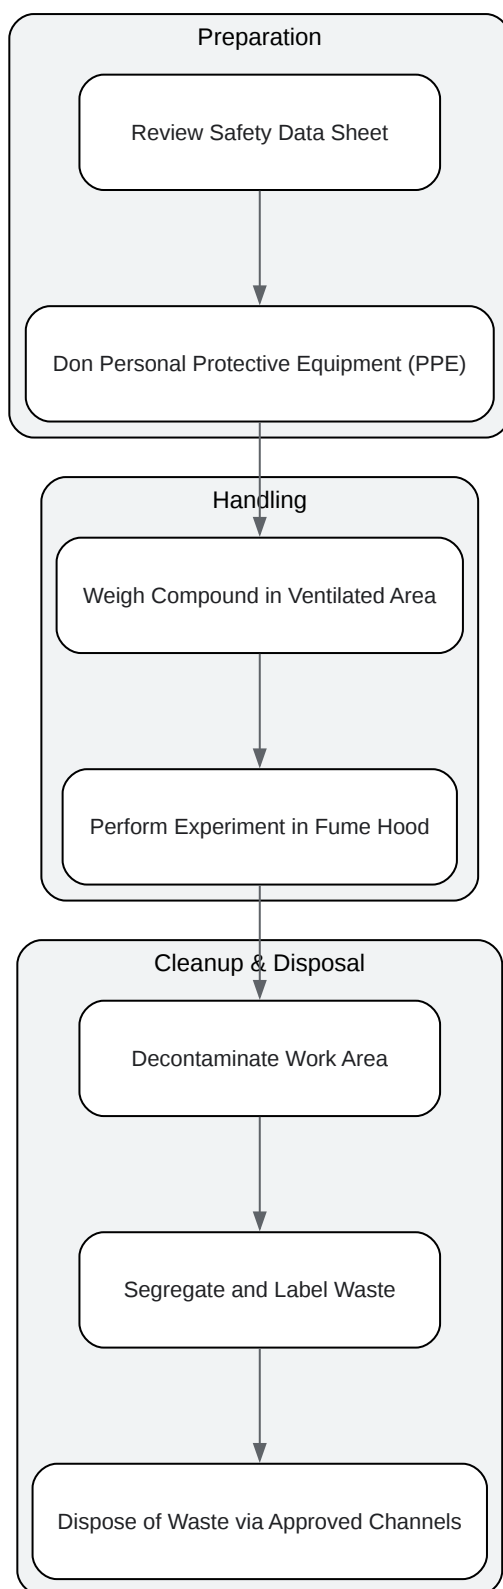 Preparation
Review Safety Data Sheet
Don Personal Protective Equipment (PPE)
Handling
Weigh Compound in Ventilated Area
Perform Experiment in Fume Hood
Cleanup & Disposal
Decontaminate Work Area
Segregate and Label Waste
Dispose of Waste via Approved Channels